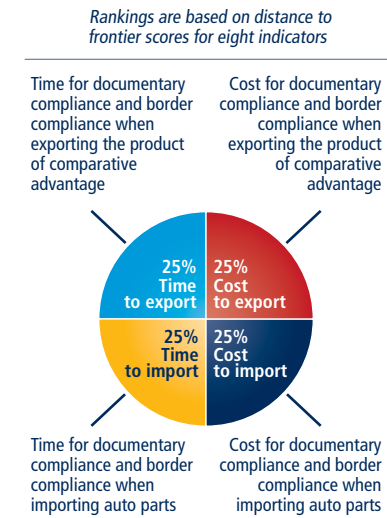 Rankings are based on distance to
frontier scores for eight indicators
Time for documentary
compliance and border
compliance when
exporting the product
of comparative
advantage
Cost for documentary
compliance and border
compliance when
exporting the product
of comparative
advantage
25%
Time
to export
25%
Cost
to export
25%
Time
to import
25%
Cost
to import
Time for documentary
compliance and border
compliance when
importing auto parts
Cost for documentary
compliance and border
compliance when
importing auto parts